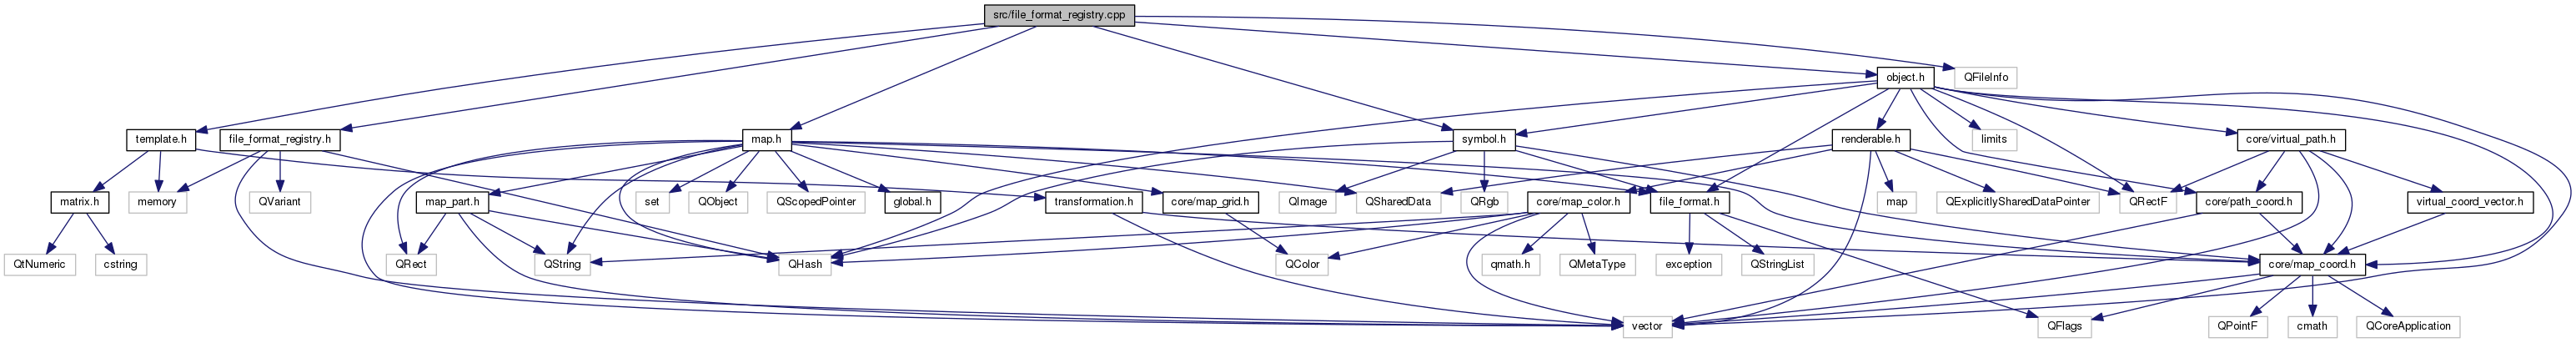 src/file_format_registry.cpp
object.h
QFileInfo
template.h
file_format_registry.h
map.h
symbol.h
renderable.h
limits
core/virtual_path.h
matrix.h
memory
QVariant
map_part.h
set
QObject
QScopedPointer
global.h
transformation.h
core/map_grid.h
QImage
QSharedData
QRgb
core/map_color.h
file_format.h
map
QExplicitlySharedDataPointer
QRectF
core/path_coord.h
virtual_coord_vector.h
QtNumeric
cstring
QRect
QString
QHash
QColor
qmath.h
QMetaType
exception
QStringList
core/map_coord.h
vector
QFlags
QPointF
cmath
QCoreApplication